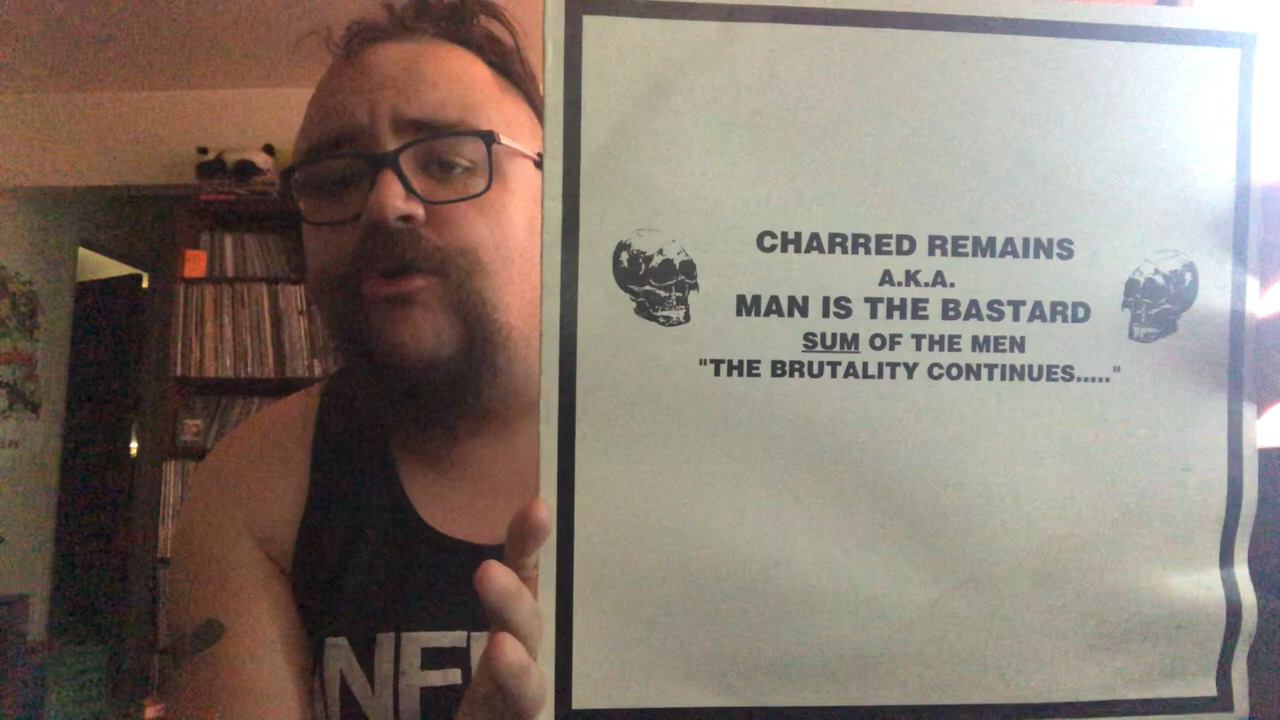 CHARRED REMAINS
A.K.A.
MAN IS THE BASTARD
SUM OF THE MEN
"THE BRUTALITY CONTINUES....."